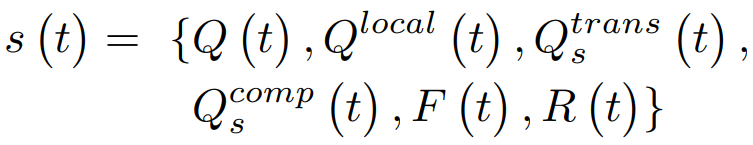 s(t) = {Q(t), Q^{local}(t), Q_s^{trans}(t),
Q_s^{comp}(t), F(t), R(t)}